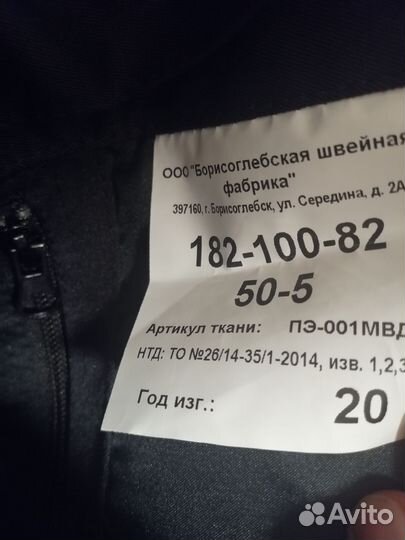 ООО"Борисоглебская швейная
фабрика"
397160, г. Борисоглебск, ул. Середина, д. 2А
182-100-82
50-5
Артикул ткани: ПЭ-001МВД
НТД: ТО №26/14-35/1-2014, изв. 1,2,3
Год изг.: 20
Avito